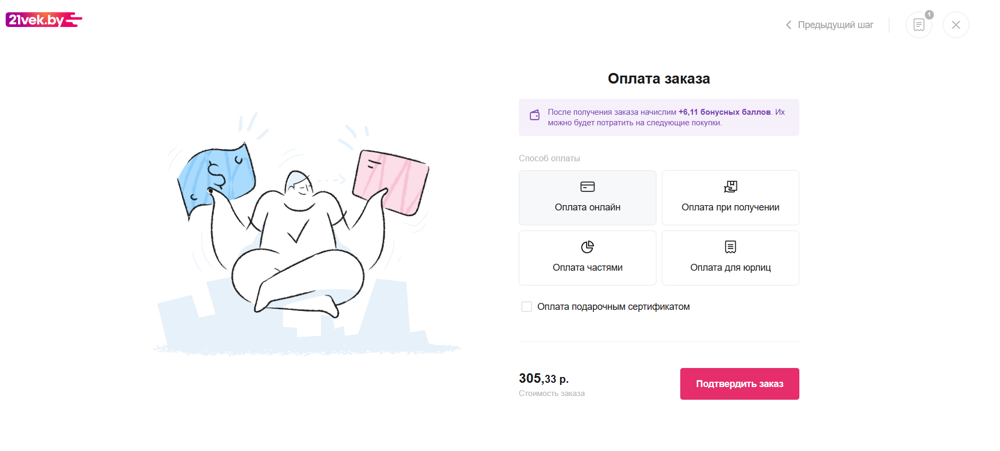 21vek.by
Предыдущий шаг
1
Оплата заказа
После получения заказа начислим +6,11 бонусных баллов. Их
можно будет потратить на следующие покупки.
Способ оплаты
Оплата онлайн
Оплата при получении
Оплата частями
Оплата для юрлиц
Оплата подарочным сертификатом
305,33 р.
Стоимость заказа
Подтвердить заказ